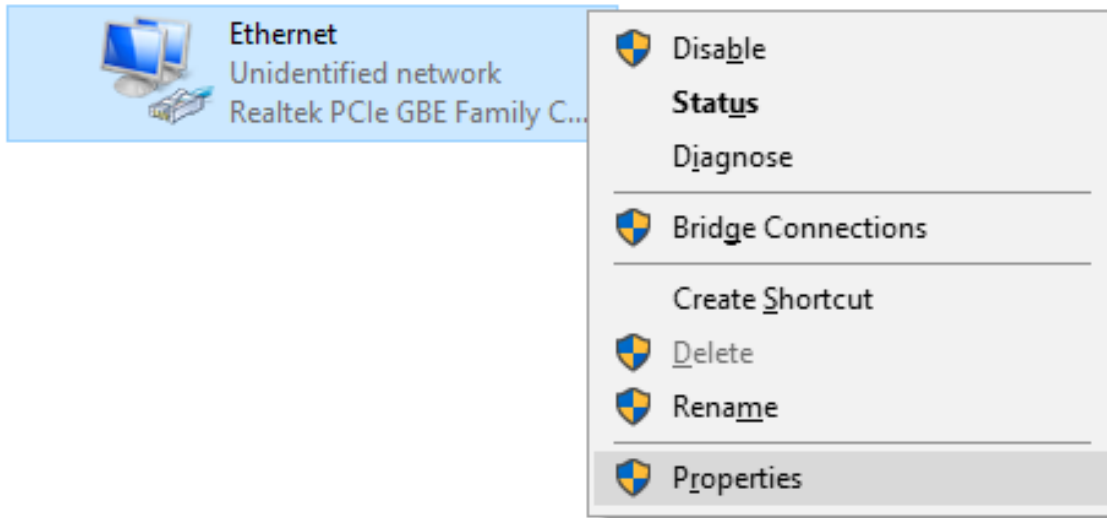 Ethernet
Unidentified network
Realtek PCIe GBE Family C...
Disable
Status
Diagnose
Bridge Connections
Create Shortcut
Delete
Rename
Properties